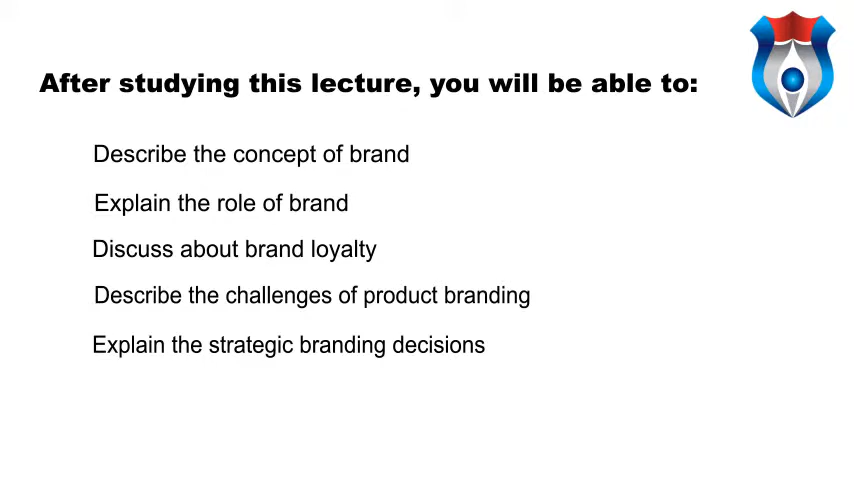 After studying this lecture, you will be able to:
Describe the concept of brand
Explain the role of brand
Discuss about brand loyalty
Describe the challenges of product branding
Explain the strategic branding decisions